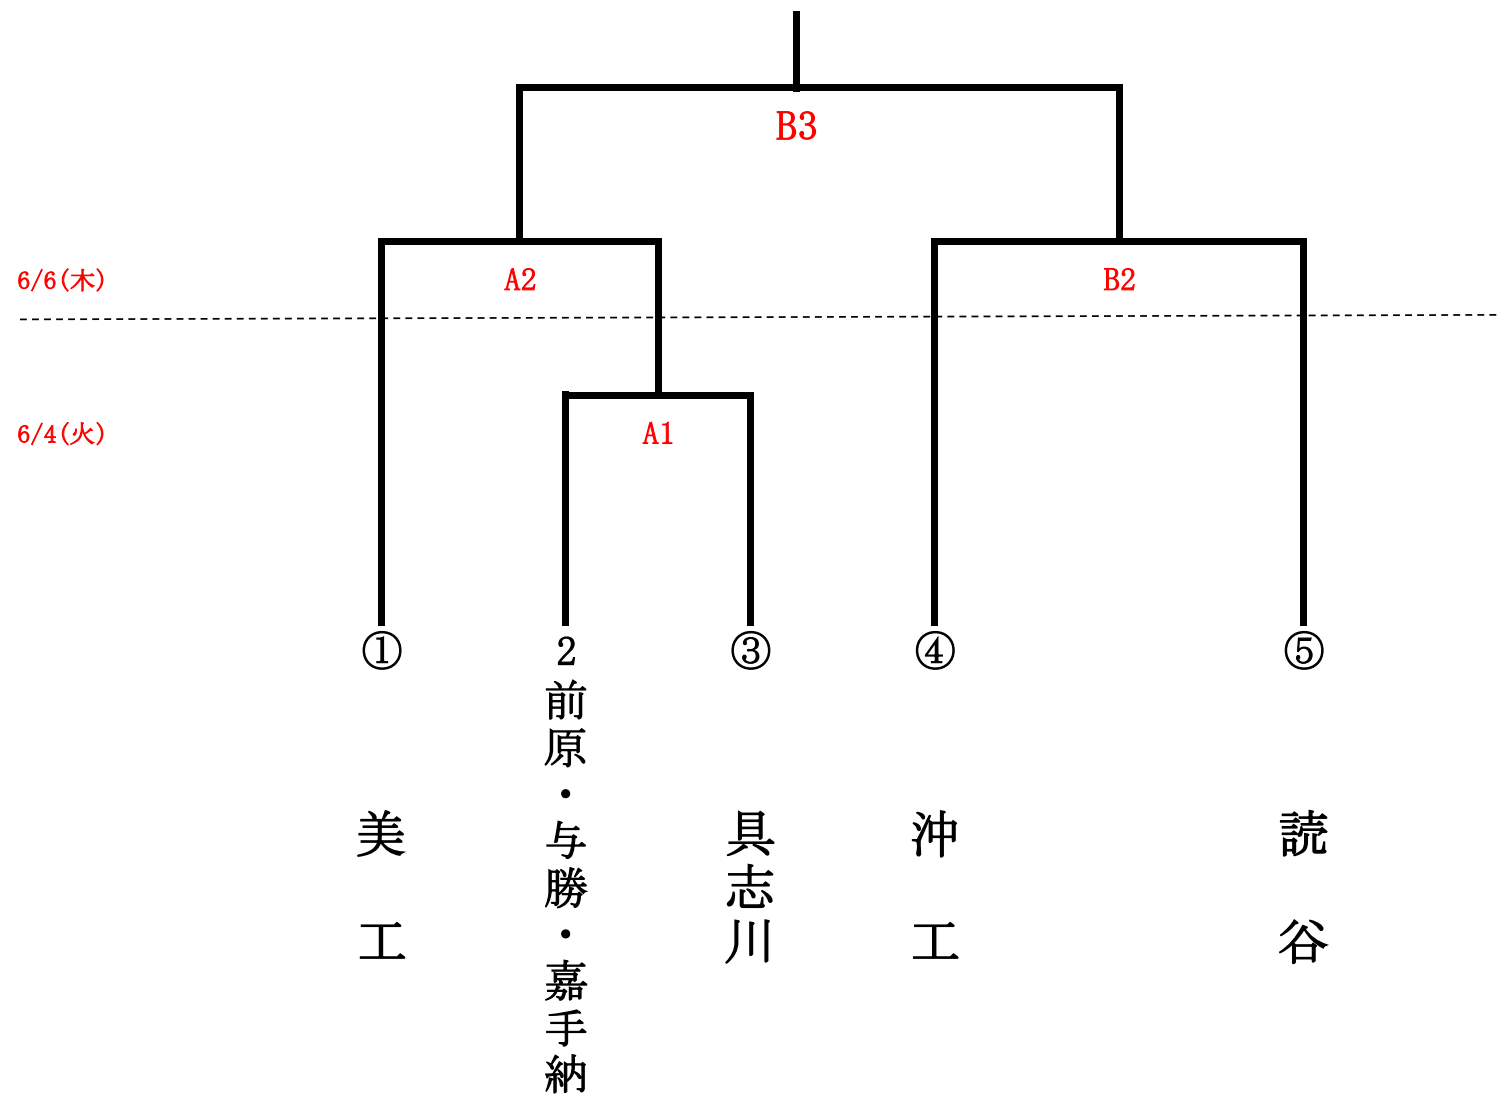 B3
6/6(木)
A2
B2
6/4(火)
A1
①
2
③
④
⑤
美工
前原・与勝・嘉手納
具志川
沖工
読谷